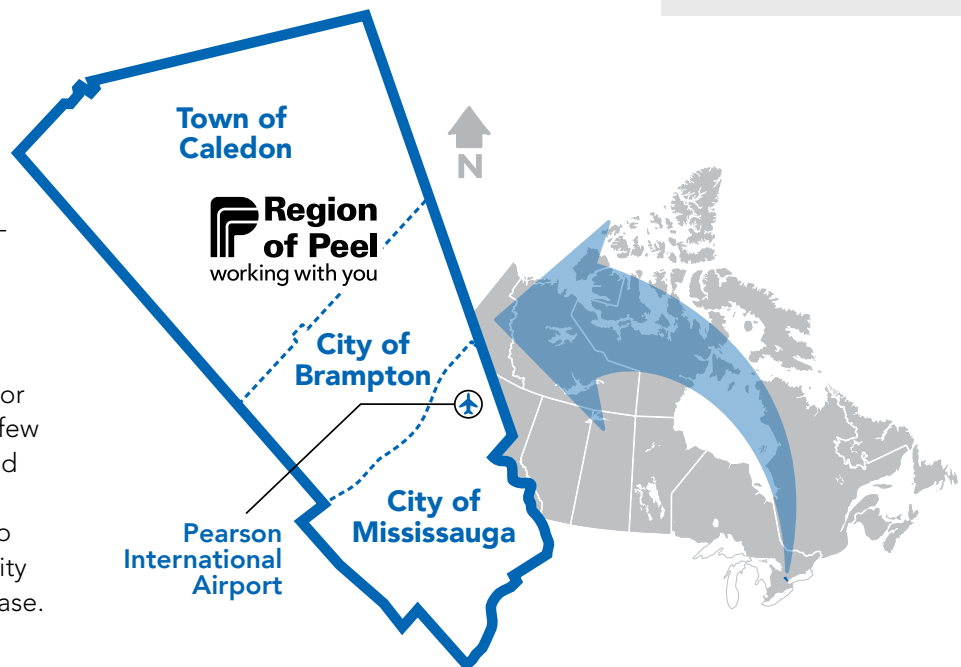 Town of
Caledon
N
Region
of Peel
working with you
–
City of
Brampton
or
few
d
o
ity
ase.
City of
Mississauga
Pearson
International
Airport